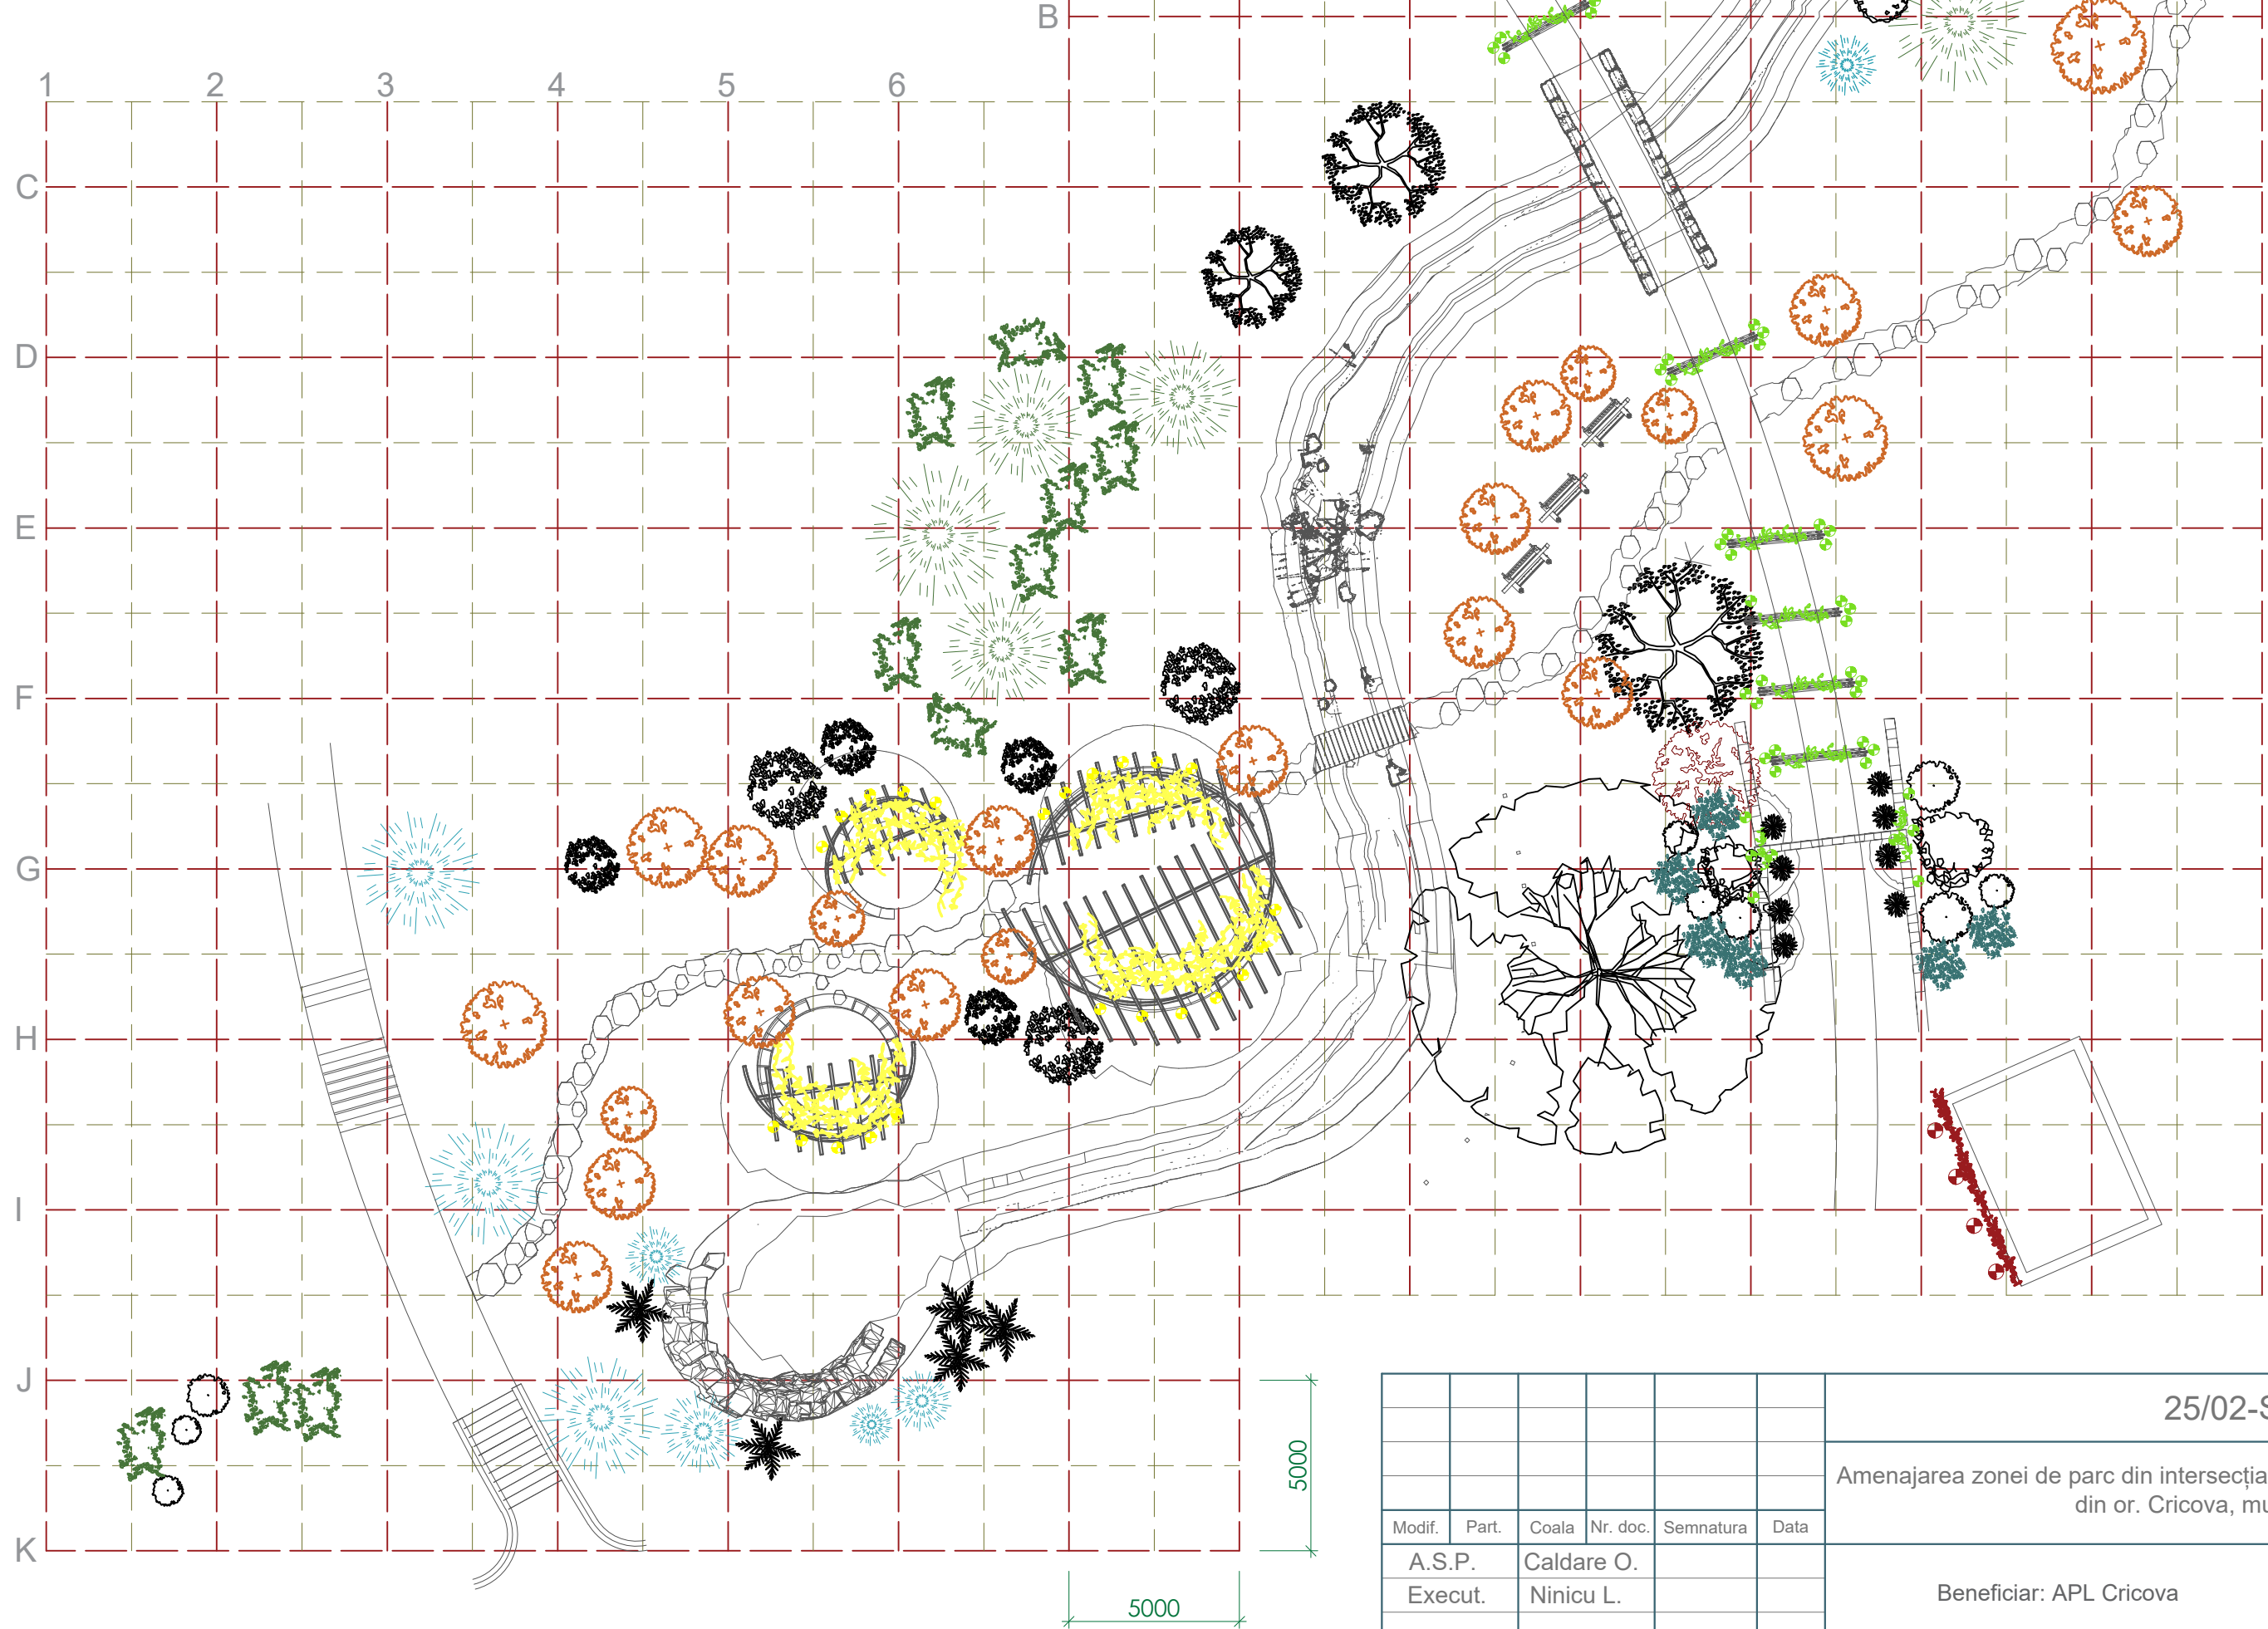 B
1 2 3 4 5 6
C
D
E
F
G
H
I
J
K
5000
5000
25/02-S
Amenajarea zonei de parc din intersecția
din or. Cricova, mu
Modif. Part. Coala Nr. doc. Semnatura Data
A.S.P. Caldare O.
Execut. Ninicu L.
Beneficiar: APL Cricova